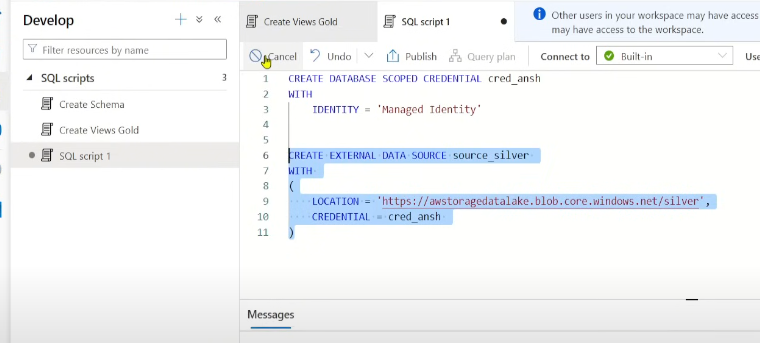 Develop
Filter resources by name
SQL scripts 3
Create Schema
Create Views Gold
SQL script 1
Create Views Gold
SQL script 1
Other users in your workspace may have access
may have access to the workspace.
Cancel Undo Publish Query plan Connect to Built-in Use
1 CREATE DATABASE SCOPED CREDENTIAL cred_ansh
2 WITH
3 IDENTITY = 'Managed Identity'
4
5
6 CREATE EXTERNAL DATA SOURCE source_silver
7 WITH
8 (
9 LOCATION = 'https://awstoragedatalake.blob.core.windows.net/silver',
10 CREDENTIAL = cred_ansh
11 )
Messages